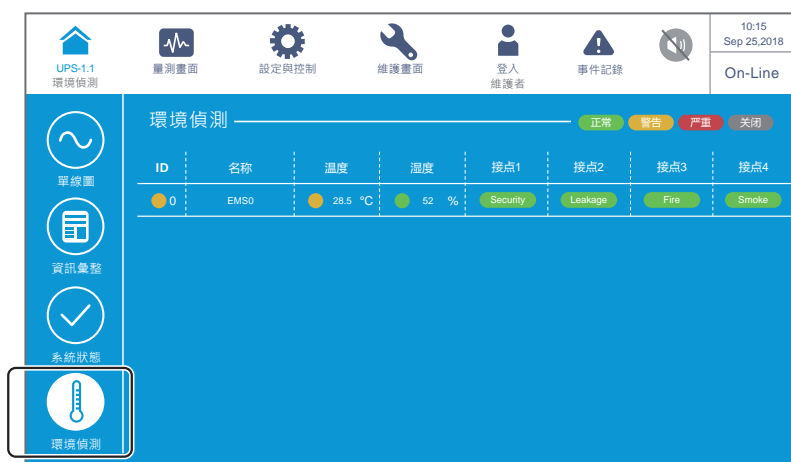 UPS-1.1
環境偵測
量測畫面
設定與控制
維護畫面
登入
維護者
事件記錄
10:15
Sep 25,2018
On-Line
單線圖
資訊彙整
系統狀態
環境偵測
環境偵測
正常 警告 严重 关闭
ID 名称 温度 湿度 接点1 接点2 接点3 接点4
0 EMS0 28.5 °C 52 % Security Leakage Fire Smoke